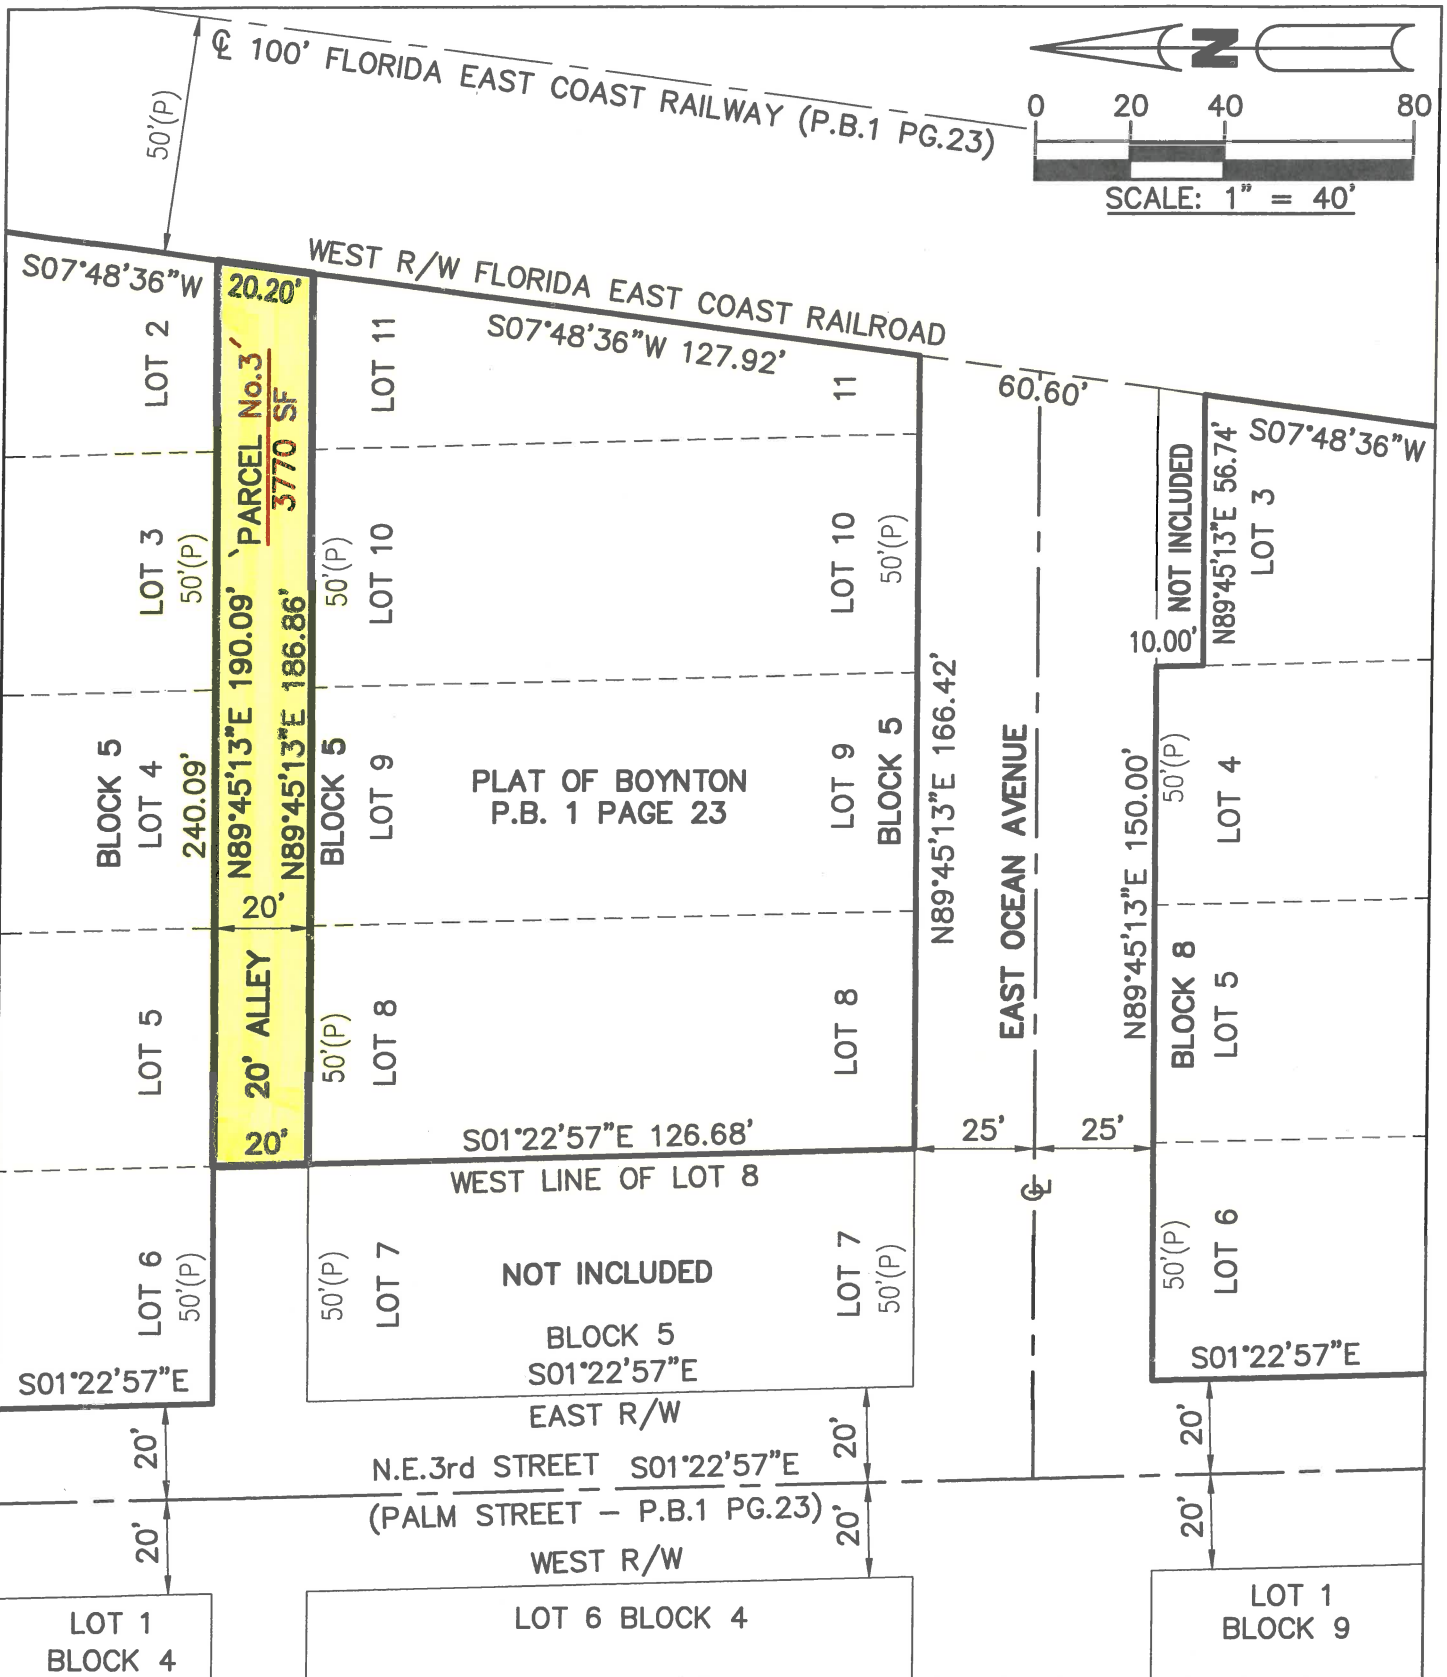 ℄ 100' FLORIDA EAST COAST RAILWAY (P.B.1 PG.23)
50'(P)
N
0 20 40 80
SCALE: 1" = 40'
WEST R/W FLORIDA EAST COAST RAILROAD
S07°48'36"W
20.20'
S07°48'36"W 127.92'
60.60'
S07°48'36"W
LOT 2
'PARCEL No.3'
3770 SF
LOT 11
11
NOT INCLUDED
N89°45'13"E 56.74'
LOT 3
10.00'
LOT 3
50'(P)
50'(P)
LOT 10
LOT 10
50'(P)
N89°45'13"E 190.09'
N89°45'13"E 186.86'
BLOCK 5
LOT 4
240.09'
BLOCK 5
LOT 9
PLAT OF BOYNTON
P.B. 1 PAGE 23
LOT 9
BLOCK 5
N89°45'13"E 166.42'
EAST OCEAN AVENUE
N89°45'13"E 150.00'
50'(P)
LOT 4
20'
LOT 5
20' ALLEY
50'(P)
LOT 8
LOT 8
BLOCK 8
LOT 5
20'
S01°22'57"E 126.68'
25'
25'
WEST LINE OF LOT 8
℄
LOT 6
50'(P)
50'(P)
LOT 7
NOT INCLUDED
LOT 7
50'(P)
50'(P)
LOT 6
BLOCK 5
S01°22'57"E
S01°22'57"E
S01°22'57"E
EAST R/W
20'
20'
20'
N.E.3rd STREET S01°22'57"E
(PALM STREET – P.B.1 PG.23)
20'
20'
20'
WEST R/W
LOT 1
BLOCK 4
LOT 6 BLOCK 4
LOT 1
BLOCK 9